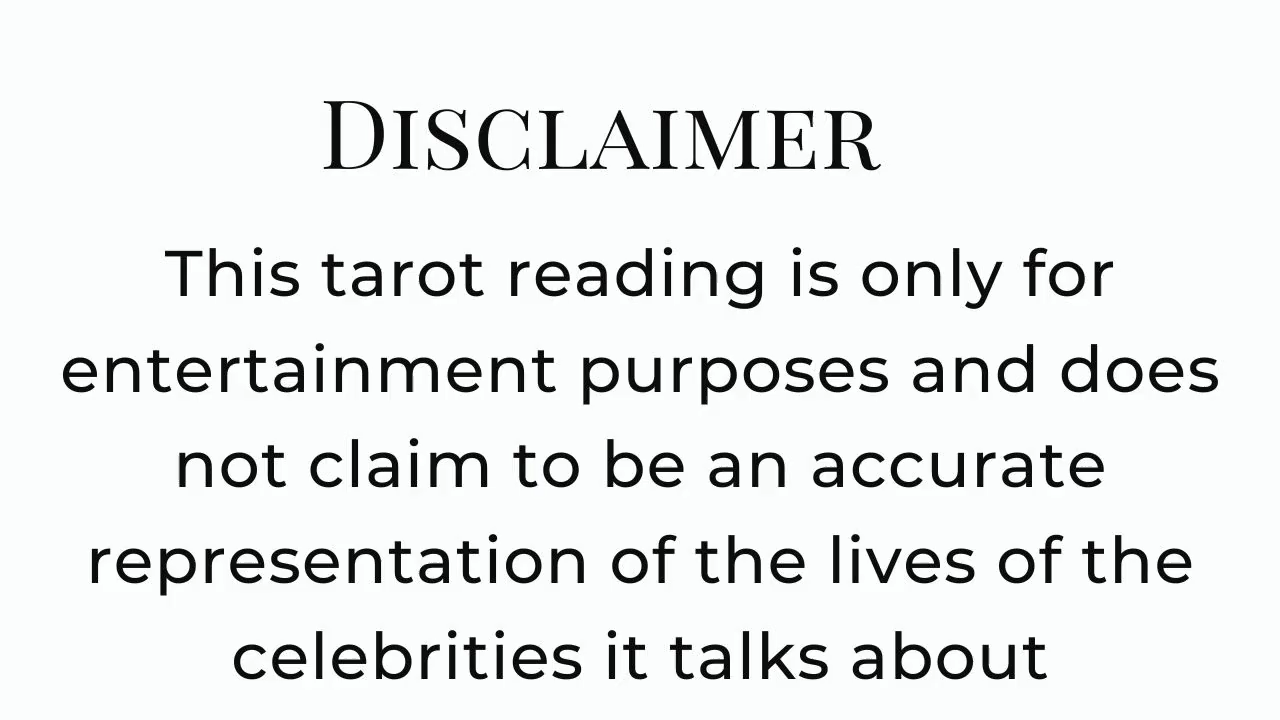 DISCLAIMER
This tarot reading is only for
entertainment purposes and does
not claim to be an accurate
representation of the lives of the
celebrities it talks about